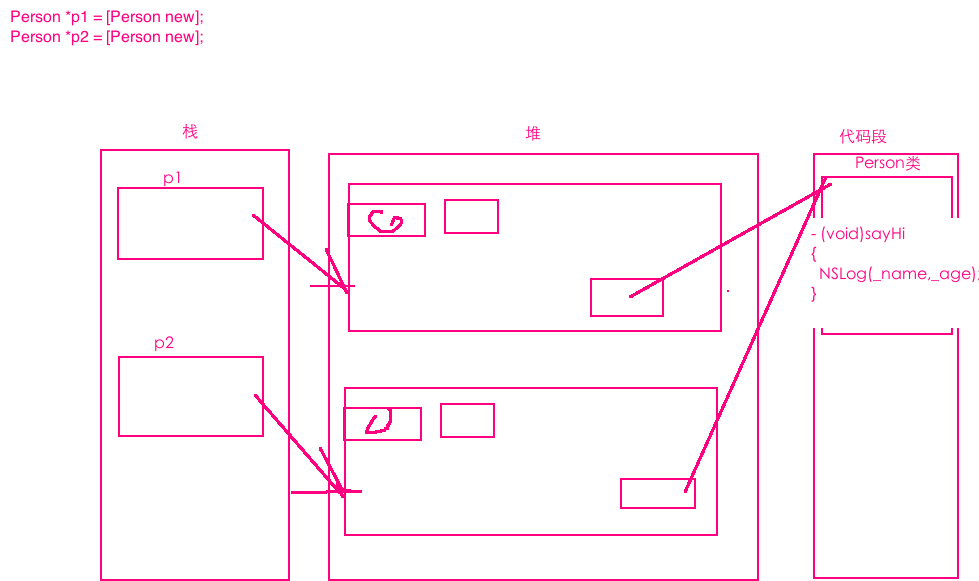 Person *p1 = [Person new];
Person *p2 = [Person new];
栈
堆
代码段
Person类
p1
- (void)sayHi
{
NSLog(_name,_age);
}
p2